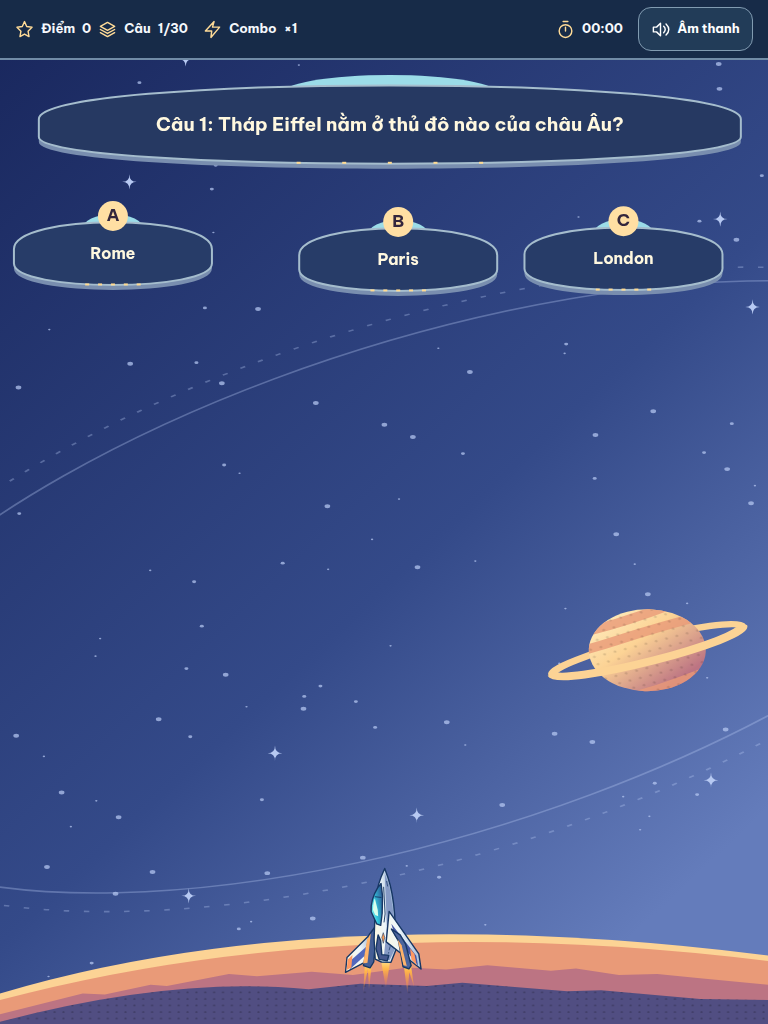 Điểm 0 Câu 1/30 Combo ×1 00:00 Âm thanh
Câu 1: Tháp Eiffel nằm ở thủ đô nào của châu Âu?
A
Rome
B
Paris
C
London